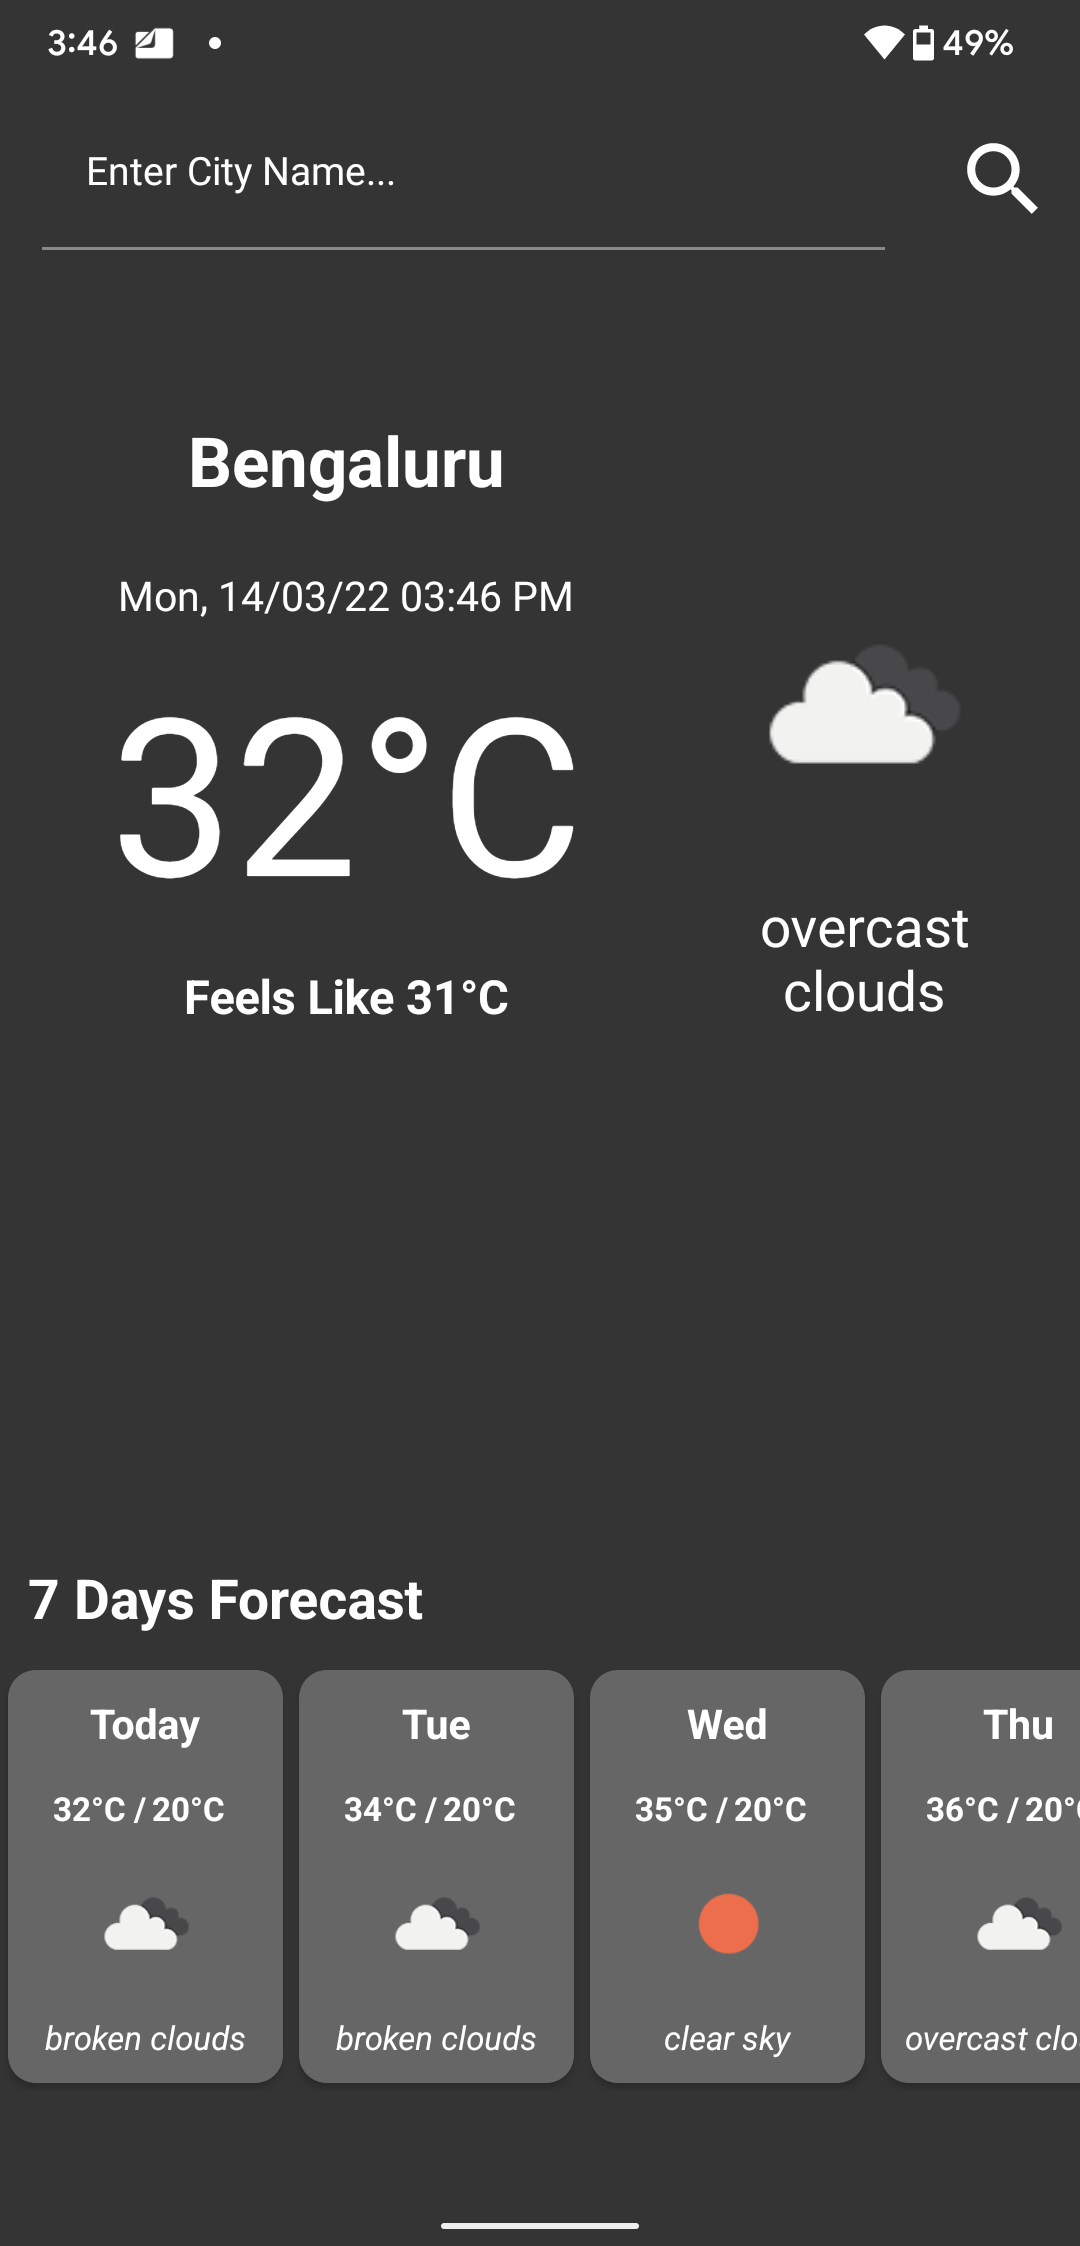 3:46
49%
Enter City Name...
Bengaluru
Mon, 14/03/22 03:46 PM
32°C
Feels Like 31°C
overcast
clouds
7 Days Forecast
Today
32°C / 20°C
broken clouds
Tue
34°C / 20°C
broken clouds
Wed
35°C / 20°C
clear sky
Thu
36°C / 20°
overcast clo